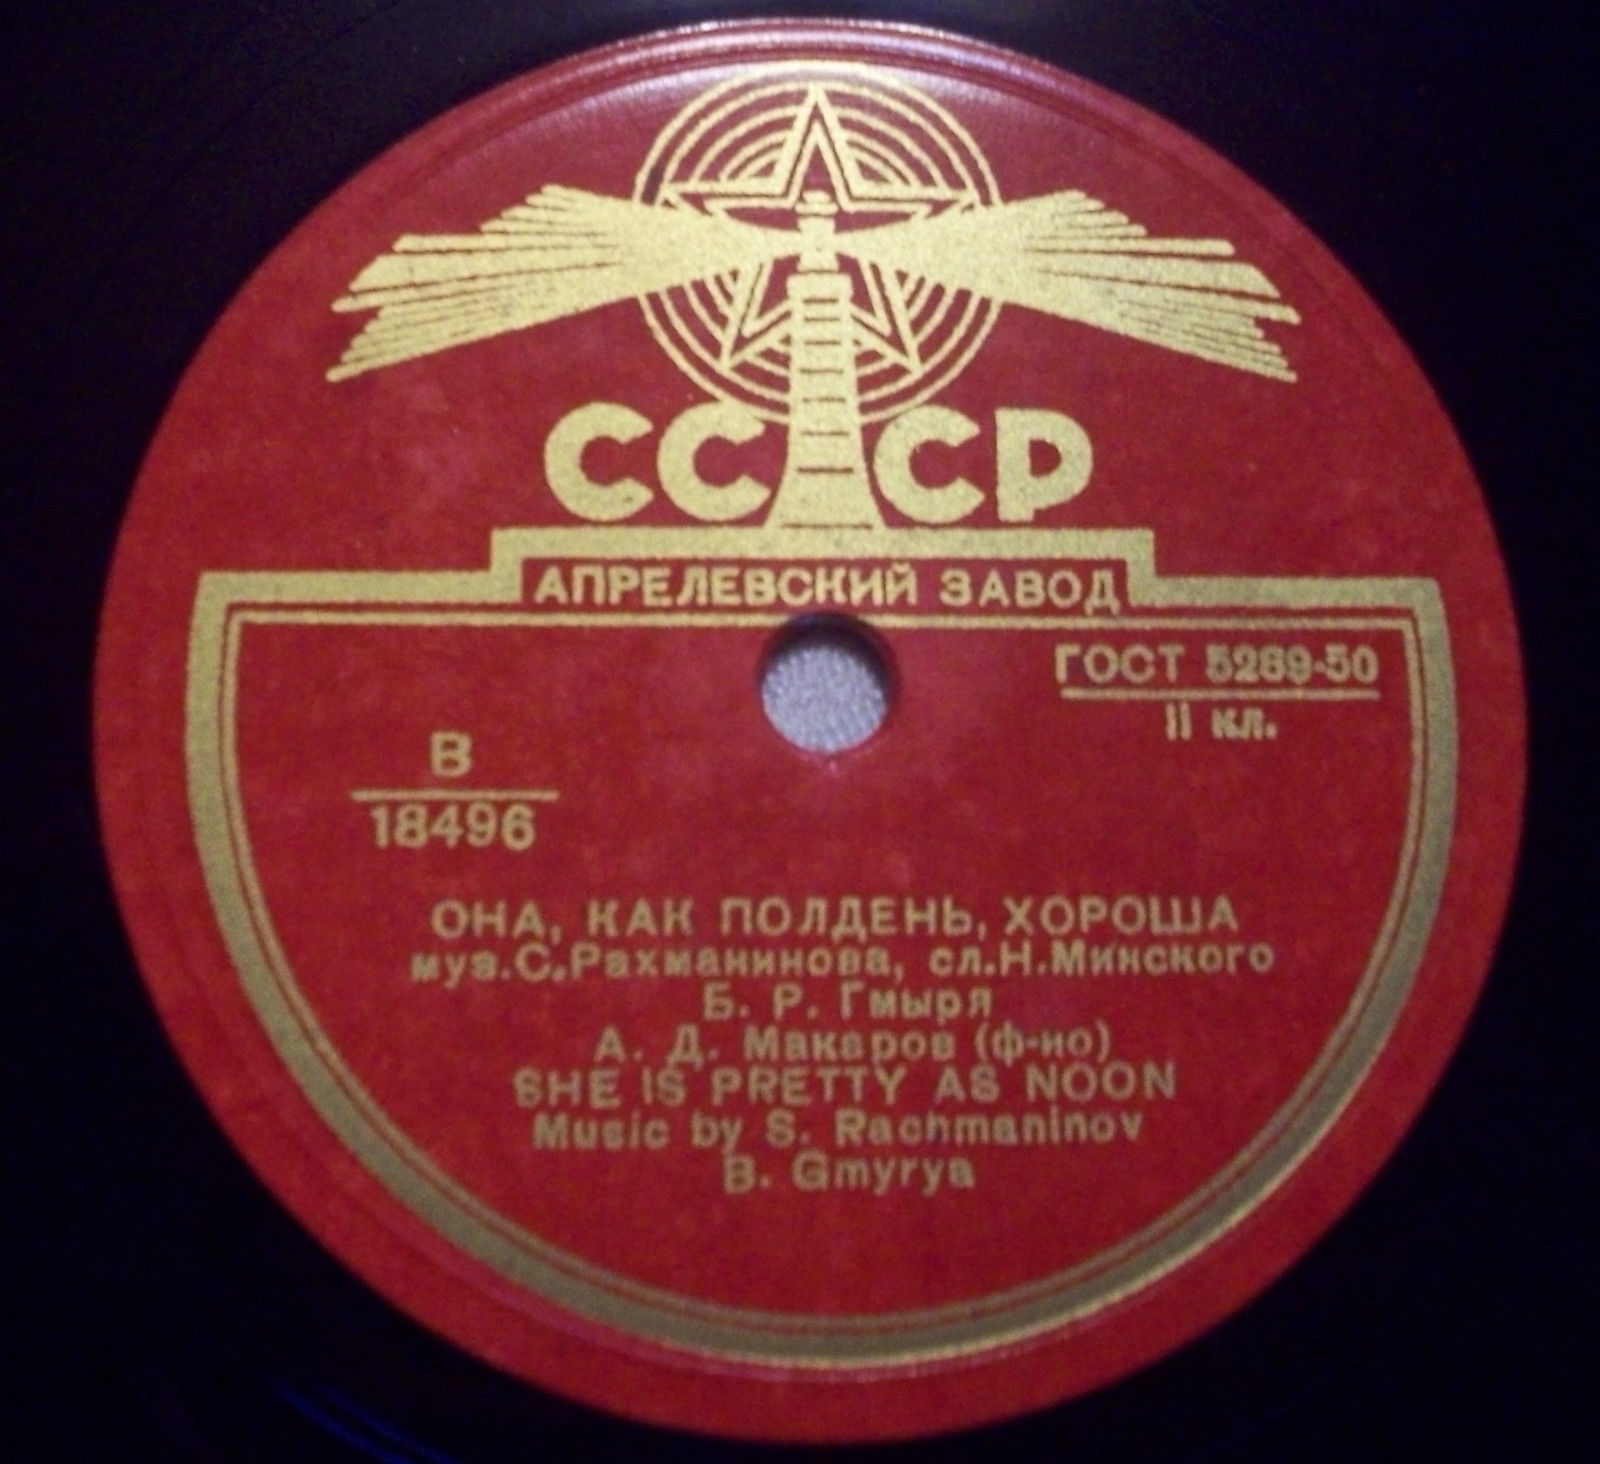 СССР
АПРЕЛЕВСКИЙ ЗАВОД
ГОСТ 5289-50
II кл.
В
18496
ОНА, КАК ПОЛДЕНЬ, ХОРОША
муз.С.Рахманинова, сл.Н.Минского
Б. Р. Гмыря
А. Д. Макаров (ф-но)
SHE IS PRETTY AS NOON
Music by S. Rachmaninov
B. Gmyrya